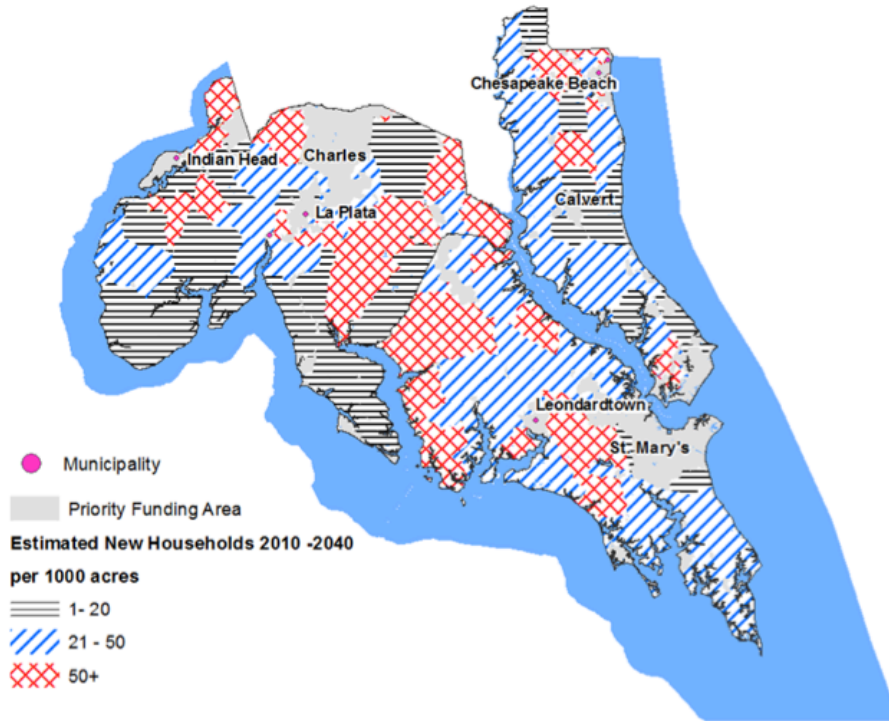 Chesapeake Beach
Indian Head
Charles
La Plata
Calvert
Leondardtown
St. Mary's
Municipality
Priority Funding Area
Estimated New Households 2010 -2040
per 1000 acres
1- 20
21 - 50
50+